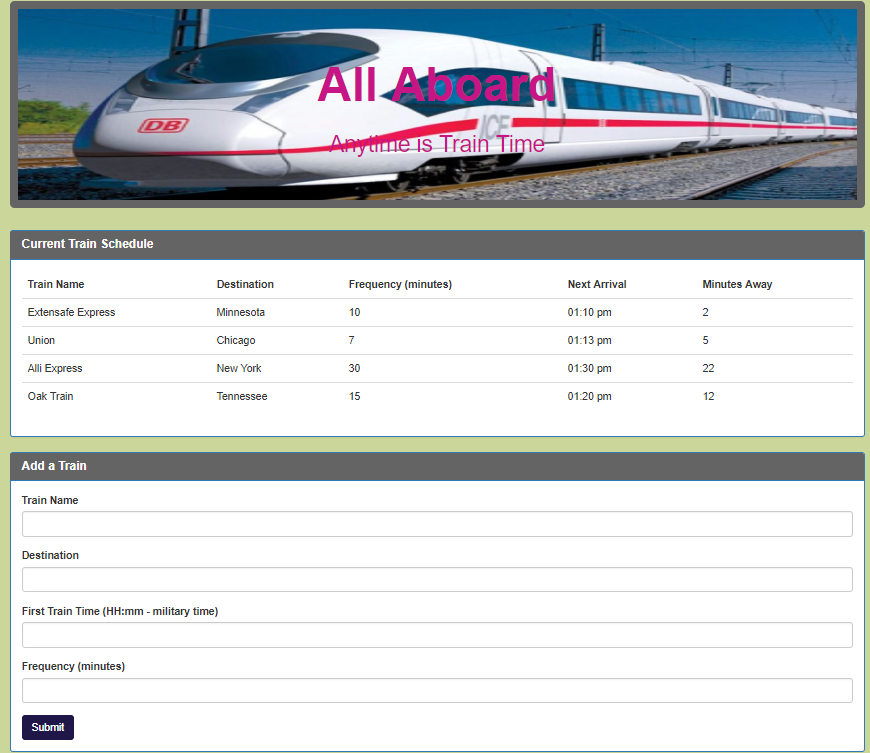 All Aboard
DB
ICE
Anytime is Train Time
Current Train Schedule
Train Name Destination Frequency (minutes) Next Arrival Minutes Away
Extensafe Express Minnesota 10 01:10 pm 2
Union Chicago 7 01:13 pm 5
Alli Express New York 30 01:30 pm 22
Oak Train Tennessee 15 01:20 pm 12
Add a Train
Train Name
Destination
First Train Time (HH:mm - military time)
Frequency (minutes)
Submit